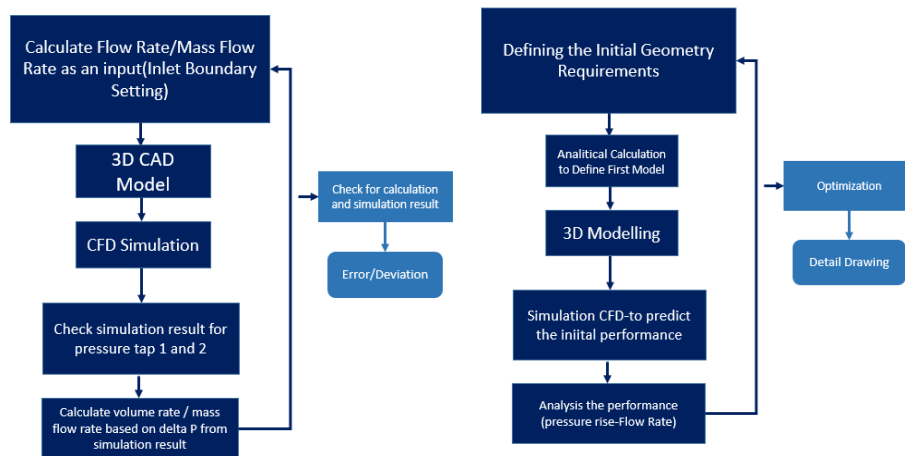 Calculate Flow Rate/Mass Flow
Rate as an input(Inlet Boundary
Setting)
3D CAD
Model
CFD Simulation
Check simulation result for
pressure tap 1 and 2
Calculate volume rate / mass
flow rate based on delta P from
simulation result
Check for calculation
and simulation result
Error/Deviation
Defining the Initial Geometry
Requirements
Analitical Calculation
to Define First Model
3D Modelling
Simulation CFD-to predict
the iniital performance
Analysis the performance
(pressure rise-Flow Rate)
Optimization
Detail Drawing